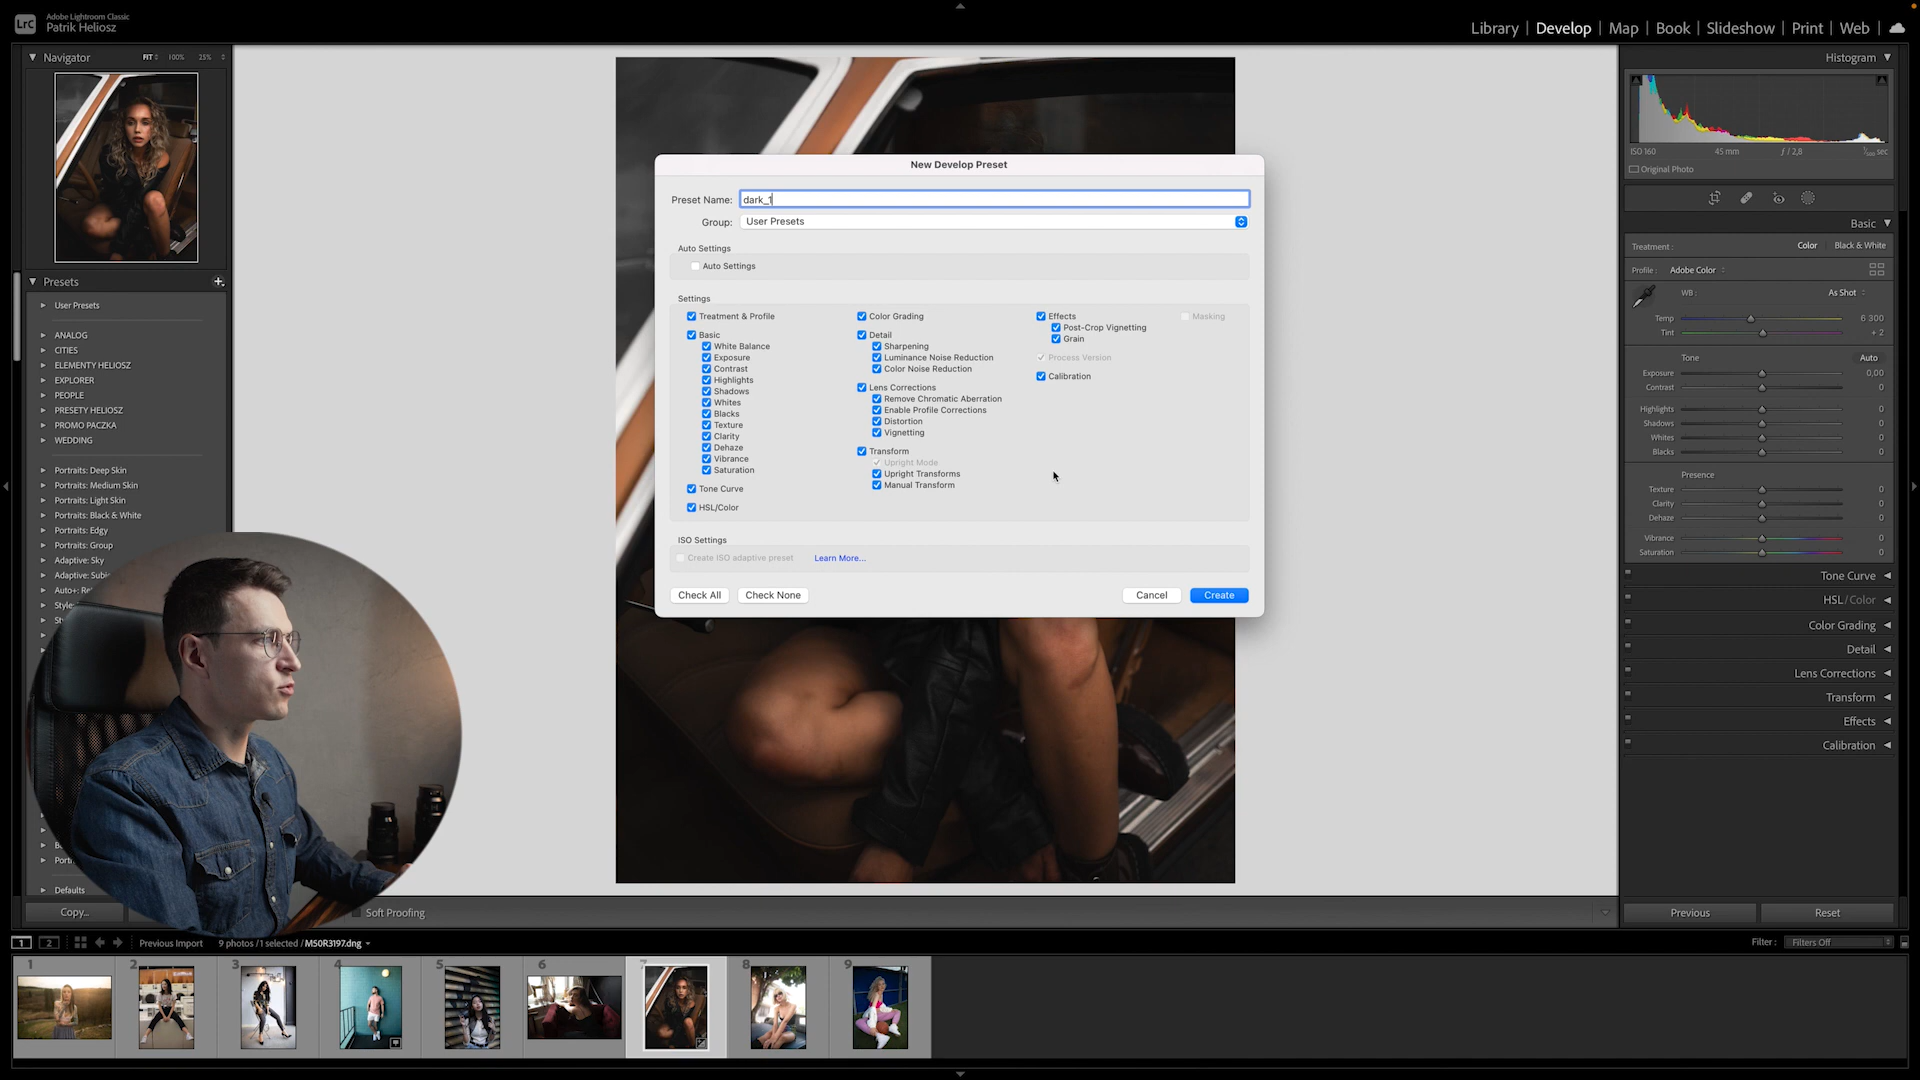 Lrc
Adobe Lightroom Classic
Patrik Heliosz
Library | Develop | Map | Book | Slideshow | Print | Web
Navigator
FIT 100% 25%
Presets
User Presets
ANALOG
CITIES
ELEMENTY HELIOSZ
EXPLORER
PEOPLE
PRESETY HELIOSZ
PROMO PACZKA
WEDDING
Portraits: Deep Skin
Portraits: Medium Skin
Portraits: Light Skin
Portraits: Black & White
Portraits: Edgy
Portraits: Group
Adaptive: Sky
Adaptive: Subj
Auto+: Re
Style:
Defaults
Copy...
New Develop Preset
Preset Name: dark_1
Group: User Presets
Auto Settings
Auto Settings
Settings
Treatment & Profile
Basic
White Balance
Exposure
Contrast
Highlights
Shadows
Whites
Blacks
Texture
Clarity
Dehaze
Vibrance
Saturation
Tone Curve
HSL/Color
Color Grading
Detail
Sharpening
Luminance Noise Reduction
Color Noise Reduction
Lens Corrections
Remove Chromatic Aberration
Enable Profile Corrections
Distortion
Vignetting
Transform
Upright Mode
Upright Transforms
Manual Transform
Effects
Post-Crop Vignetting
Grain
Process Version
Calibration
Masking
ISO Settings
Create ISO adaptive preset Learn More...
Check All Check None Cancel Create
Histogram
ISO 160 45 mm ƒ / 2,8 sec
Original Photo
Basic
Treatment : Color Black & White
Profile : Adobe Color
WB : As Shot
Temp 6 300
Tint + 2
Tone Auto
Exposure 0,00
Contrast 0
Highlights 0
Shadows 0
Whites 0
Blacks 0
Presence
Texture 0
Clarity 0
Dehaze 0
Vibrance 0
Saturation 0
Tone Curve
HSL / Color
Color Grading
Detail
Lens Corrections
Transform
Effects
Calibration
Soft Proofing
Previous Reset
1 2 Previous Import 9 photos / 1 selected / M50R3197.dng
Filter : Filters Off
1 2 3 4 5 6 7 8 9